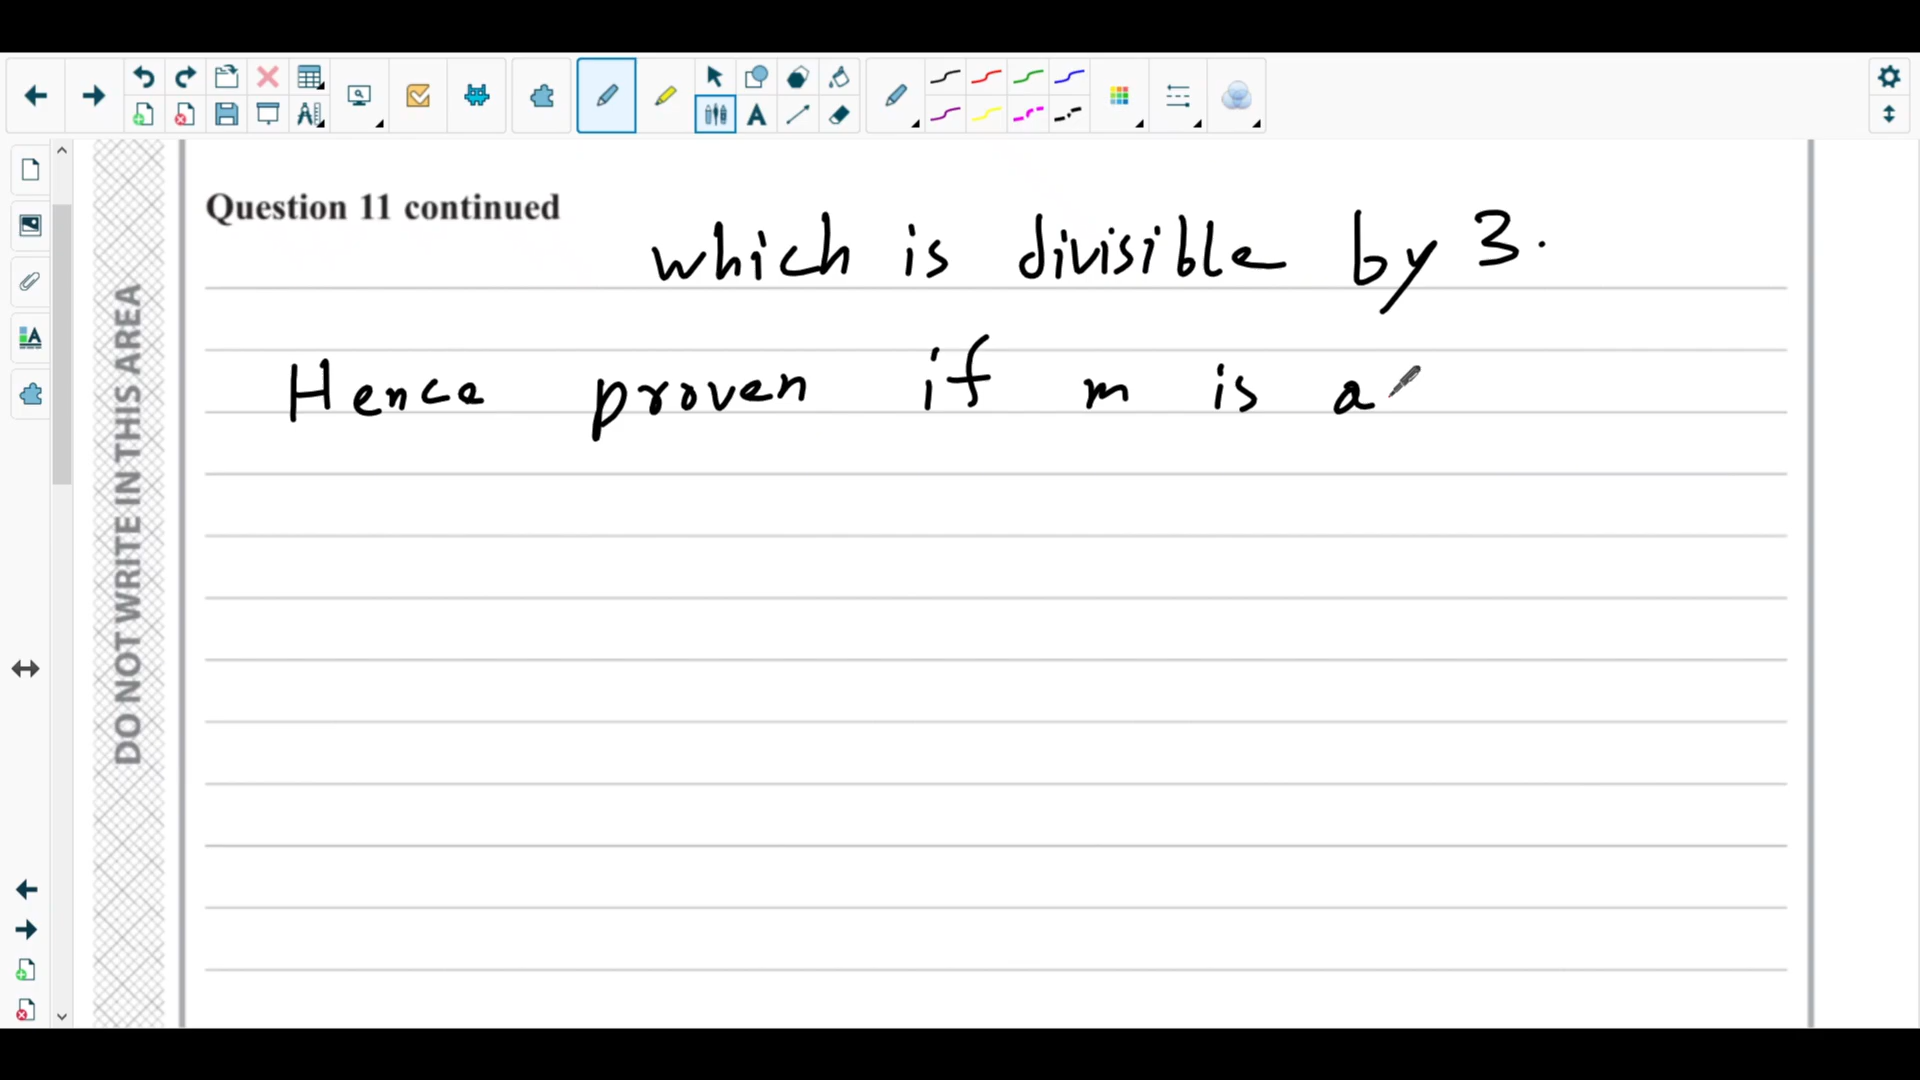 Question 11 continued
which is divisible by 3.
Hence proven if m is a
DO NOT WRITE IN THIS AREA